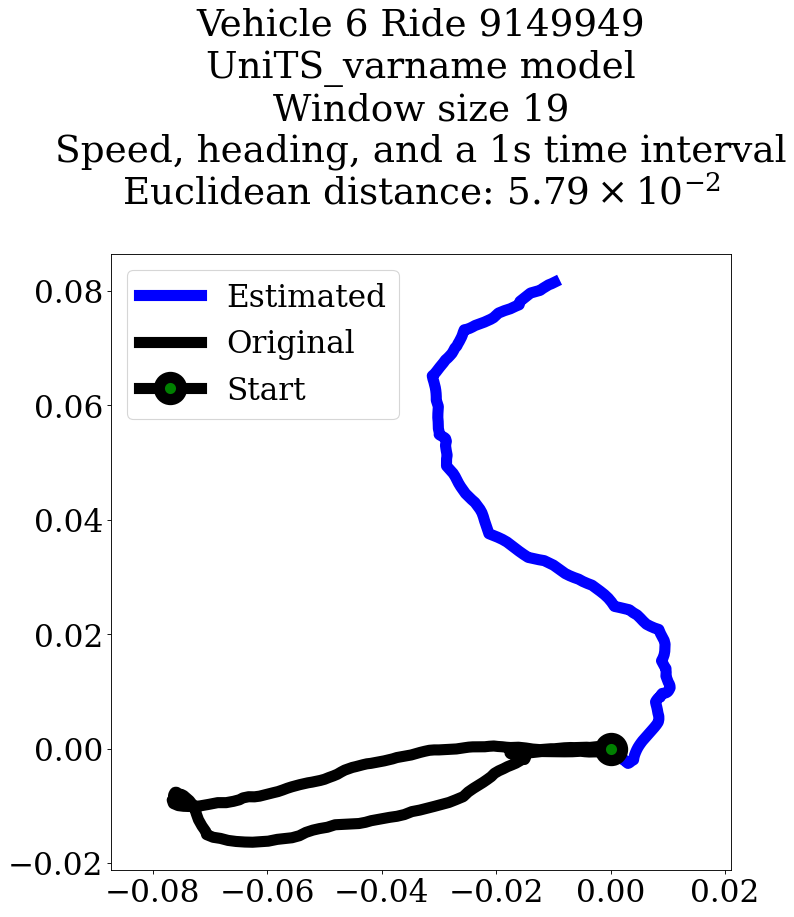 Vehicle 6 Ride 9149949
UniTS_varname model
Window size 19
Speed, heading, and a 1s time interval
Euclidean distance: 5.79 × 10⁻²
Estimated
Original
Start
0.08
0.06
0.04
0.02
0.00
−0.02
−0.08 −0.06 −0.04 −0.02 0.00 0.02